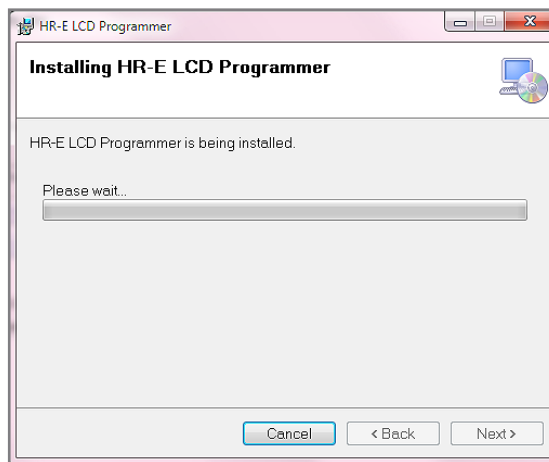 HR-E LCD Programmer
Installing HR-E LCD Programmer
HR-E LCD Programmer is being installed.
Please wait...
Cancel
< Back
Next >